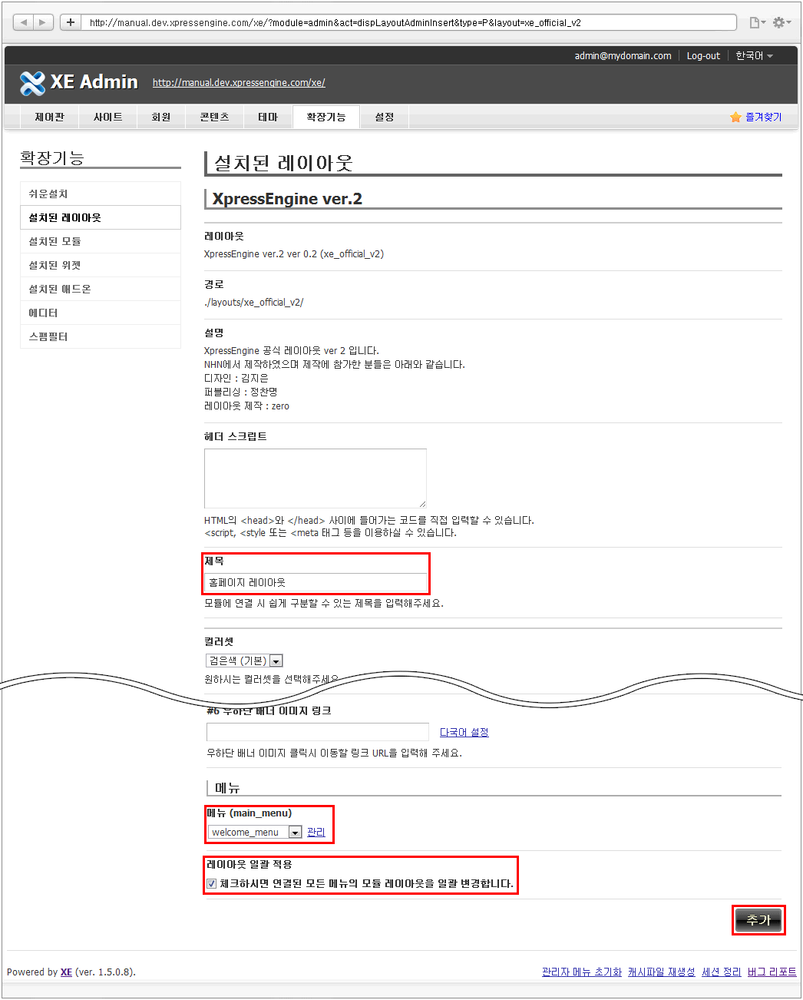 http://manual.dev.xpressengine.com/xe/?module=admin&act=dispLayoutAdminInsert&type=P&layout=xe_official_v2
admin@mydomain.com Log-out 한국어
XE Admin http://manual.dev.xpressengine.com/xe/
제어판 사이트 회원 콘텐츠 테마 확장기능 설정 즐겨찾기
확장기능
쉬운설치
설치된 레이아웃
설치된 모듈
설치된 위젯
설치된 애드온
에디터
스팸필터
설치된 레이아웃
XpressEngine ver.2
레이아웃
XpressEngine ver.2 ver 0.2 (xe_official_v2)
경로
./layouts/xe_official_v2/
설명
XpressEngine 공식 레이아웃 ver 2 입니다.
NHN에서 제작하였으며 제작에 참가한 분들은 아래와 같습니다.
디자인 : 김지은
퍼블리싱 : 정찬명
레이아웃 제작 : zero
헤더 스크립트
HTML의 <head>와 </head> 사이에 들어가는 코드를 직접 입력할 수 있습니다.
<script, <style 또는 <meta 태그 등을 이용하실 수 있습니다.
제목
홈페이지 레이아웃
모듈에 연결 시 쉽게 구분할 수 있는 제목을 입력해주세요.
컬러셋
검은색 (기본)
원하시는 컬러셋을 선택해주세요
#6 우하단 배너 이미지 링크
다국어 설정
우하단 배너 이미지 클릭시 이동할 링크 URL을 입력해 주세요.
메뉴
메뉴 (main_menu)
welcome_menu 관리
레이아웃 일괄 적용
체크하시면 연결된 모든 메뉴의 모듈 레이아웃을 일괄 변경합니다.
추가
Powered by XE (ver. 1.5.0.8). 관리자 메뉴 초기화 캐시파일 재생성 세션 정리 버그 리포트